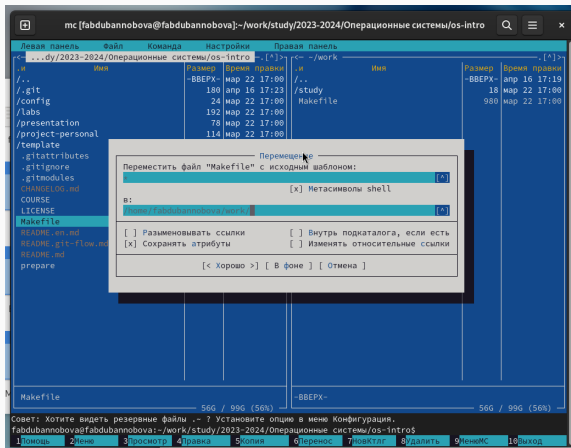 mc [fabdubannobova@fabdubannobova]:~/work/study/2023-2024/Операционные системы/os-intro
Левая панель Файл Команда Настройки Правая панель
<— ...dy/2023-2024/Операционные системы/os-intro —.[^]> <— ~/work —.[^]>
.и Имя Размер Время правки .и Имя Размер Время правки
/.. -ВВЕРХ- мар 22 17:00 /.. -ВВЕРХ- апр 16 17:19
/.git 180 апр 16 17:23 /study 18 мар 22 17:00
/config 24 мар 22 17:00 Makefile 980 мар 22 17:00
/labs 192 мар 22 17:00
/presentation 78 мар 22 17:00
/project-personal 114 мар 22 17:00
/template
.gitattributes
.gitignore
.gitmodules
CHANGELOG.md
COURSE
LICENSE
Makefile
README.en.md
README.git-flow.md
README.md
prepare
Перемещение
Переместить файл "Makefile" с исходным шаблоном:
[^]
[x] Метасимволы shell
в:
/home/fabdubannobova/work/ [^]
[ ] Разыменовывать ссылки [ ] Внутрь подкаталога, если есть
[x] Сохранять атрибуты [ ] Изменять относительные ссылки
[< Хорошо >] [ В фоне ] [ Отмена ]
Makefile -ВВЕРХ-
56G / 99G (56%) 56G / 99G (56%)
Совет: Хотите видеть резервные файлы .~ ? Установите опцию в меню Конфигурация.
fabdubannobova@fabdubannobova:~/work/study/2023-2024/Операционные системы/os-intro$
1Помощь 2Меню 3Просмотр 4Правка 5Копия 6Перенос 7НовКтлг 8Удалить 9МенюMC 10Выход